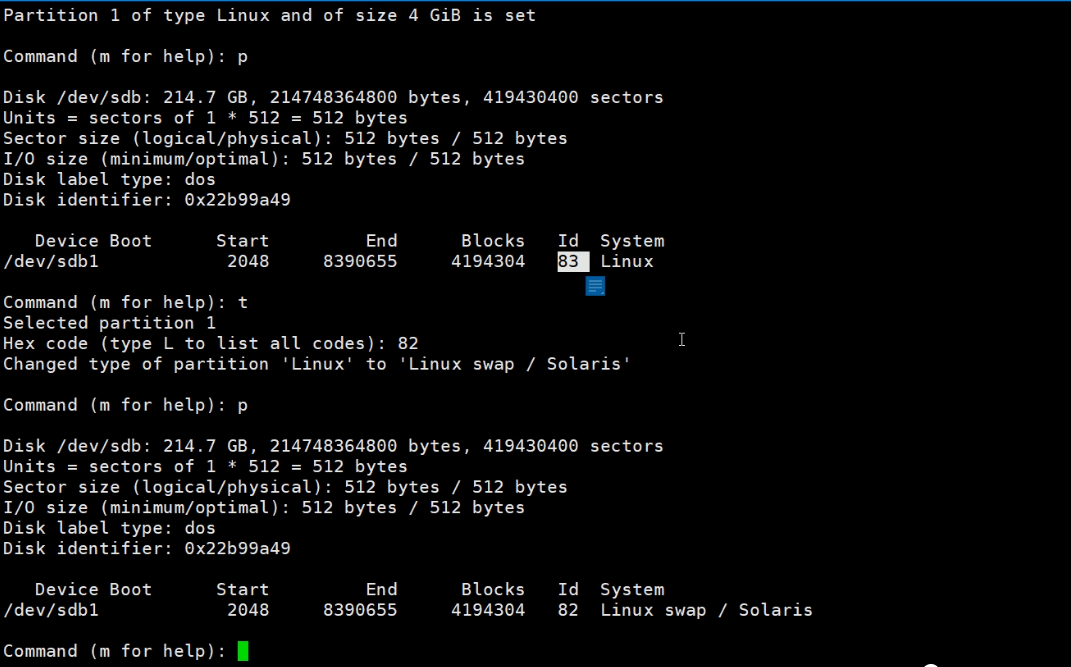 Partition 1 of type Linux and of size 4 GiB is set
Command (m for help): p
Disk /dev/sdb: 214.7 GB, 214748364800 bytes, 419430400 sectors
Units = sectors of 1 * 512 = 512 bytes
Sector size (logical/physical): 512 bytes / 512 bytes
I/O size (minimum/optimal): 512 bytes / 512 bytes
Disk label type: dos
Disk identifier: 0x22b99a49
Device Boot Start End Blocks Id System
/dev/sdb1 2048 8390655 4194304 83 Linux
Command (m for help): t
Selected partition 1
Hex code (type L to list all codes): 82
Changed type of partition 'Linux' to 'Linux swap / Solaris'
Command (m for help): p
Disk /dev/sdb: 214.7 GB, 214748364800 bytes, 419430400 sectors
Units = sectors of 1 * 512 = 512 bytes
Sector size (logical/physical): 512 bytes / 512 bytes
I/O size (minimum/optimal): 512 bytes / 512 bytes
Disk label type: dos
Disk identifier: 0x22b99a49
Device Boot Start End Blocks Id System
/dev/sdb1 2048 8390655 4194304 82 Linux swap / Solaris
Command (m for help):